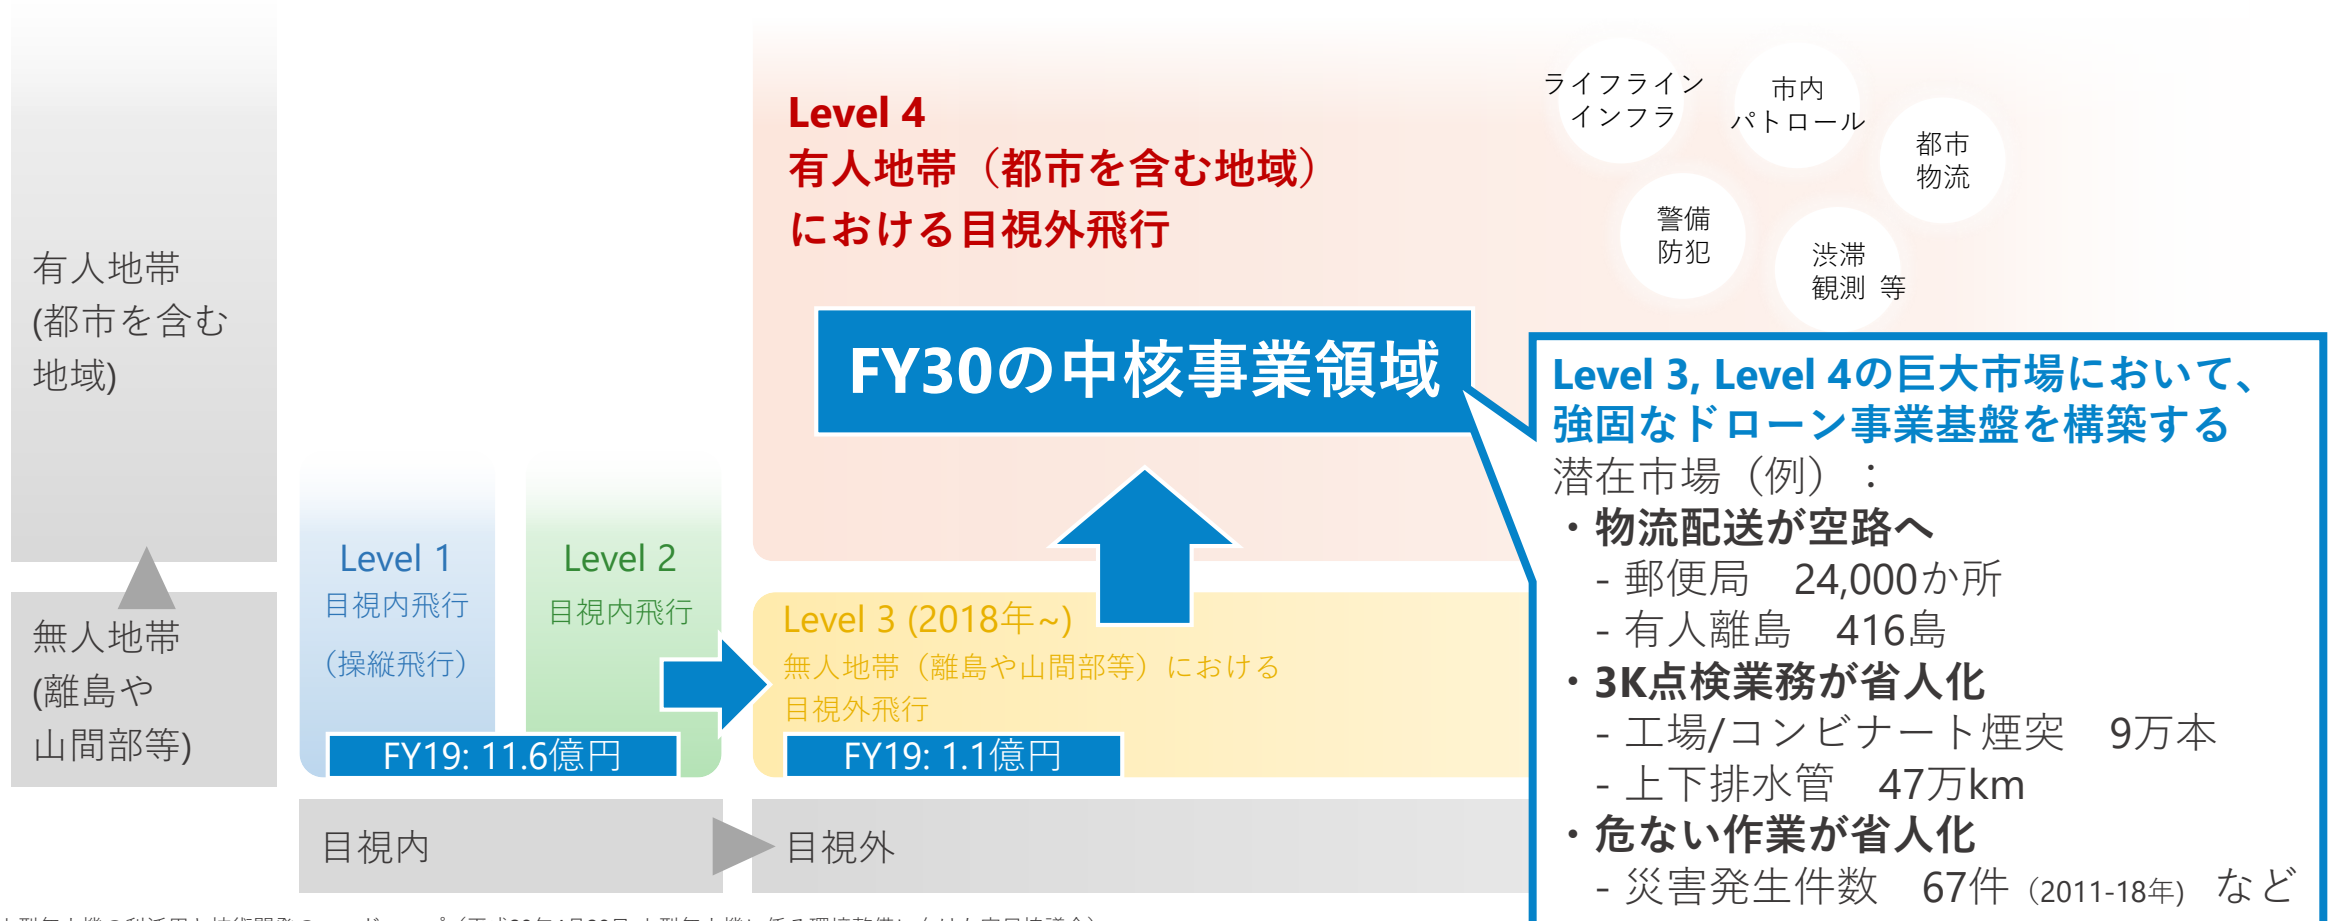 有人地帯
(都市を含む
地域)
無人地帯
(離島や
山間部等)
Level 1
目視内飛行
（操縦飛行）
Level 2
目視内飛行
FY19: 11.6億円
Level 3 (2018年~)
無人地帯（離島や山間部等）における
目視外飛行
FY19: 1.1億円
Level 4
有人地帯（都市を含む地域）
における目視外飛行
FY30の中核事業領域
ライフライン
インフラ
市内
パトロール
都市
物流
警備
防犯
渋滞
観測 等
Level 3, Level 4の巨大市場において、
強固なドローン事業基盤を構築する
潜在市場（例）：
・物流配送が空路へ
- 郵便局　24,000か所
- 有人離島　416島
・3K点検業務が省人化
- 工場/コンビナート煙突　9万本
- 上下排水管　47万km
・危ない作業が省人化
- 災害発生件数　67件（2011-18年)　など
目視内
目視外